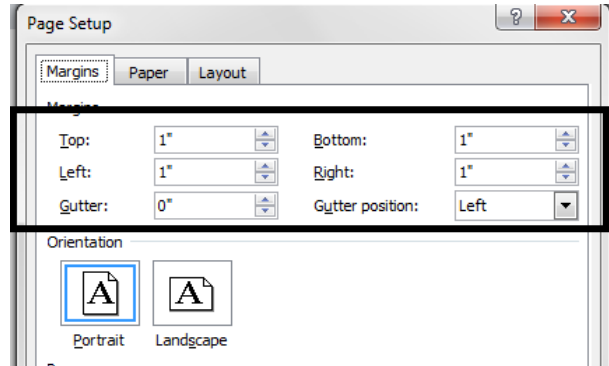 Page Setup
Margins Paper Layout
Margins
Top: 1" Bottom: 1"
Left: 1" Right: 1"
Gutter: 0" Gutter position: Left
Orientation
A A
Portrait Landscape